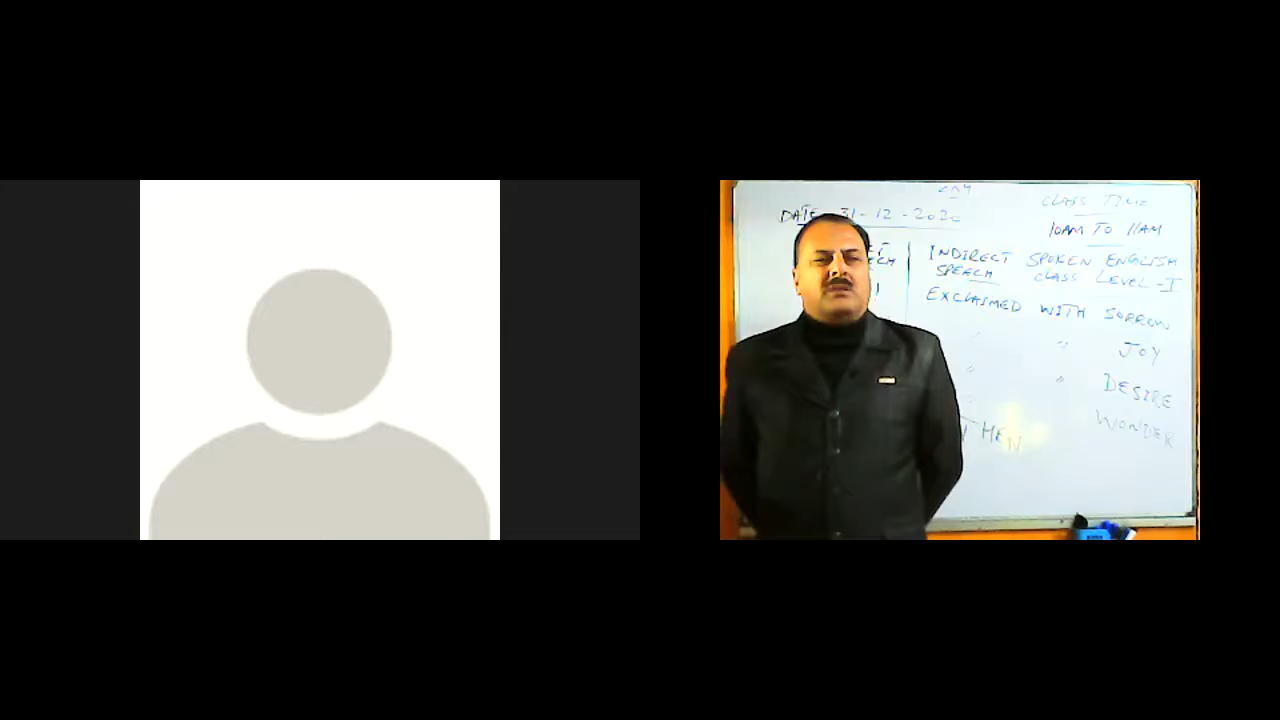 DATE 31-12-2020
CLASS TIME
10AM TO 11AM
INDIRECT
SPEECH
SPOKEN ENGLISH
CLASS LEVEL-I
EXCLAIMED WITH SORROW
" " JOY
" " DESIRE
WONDER